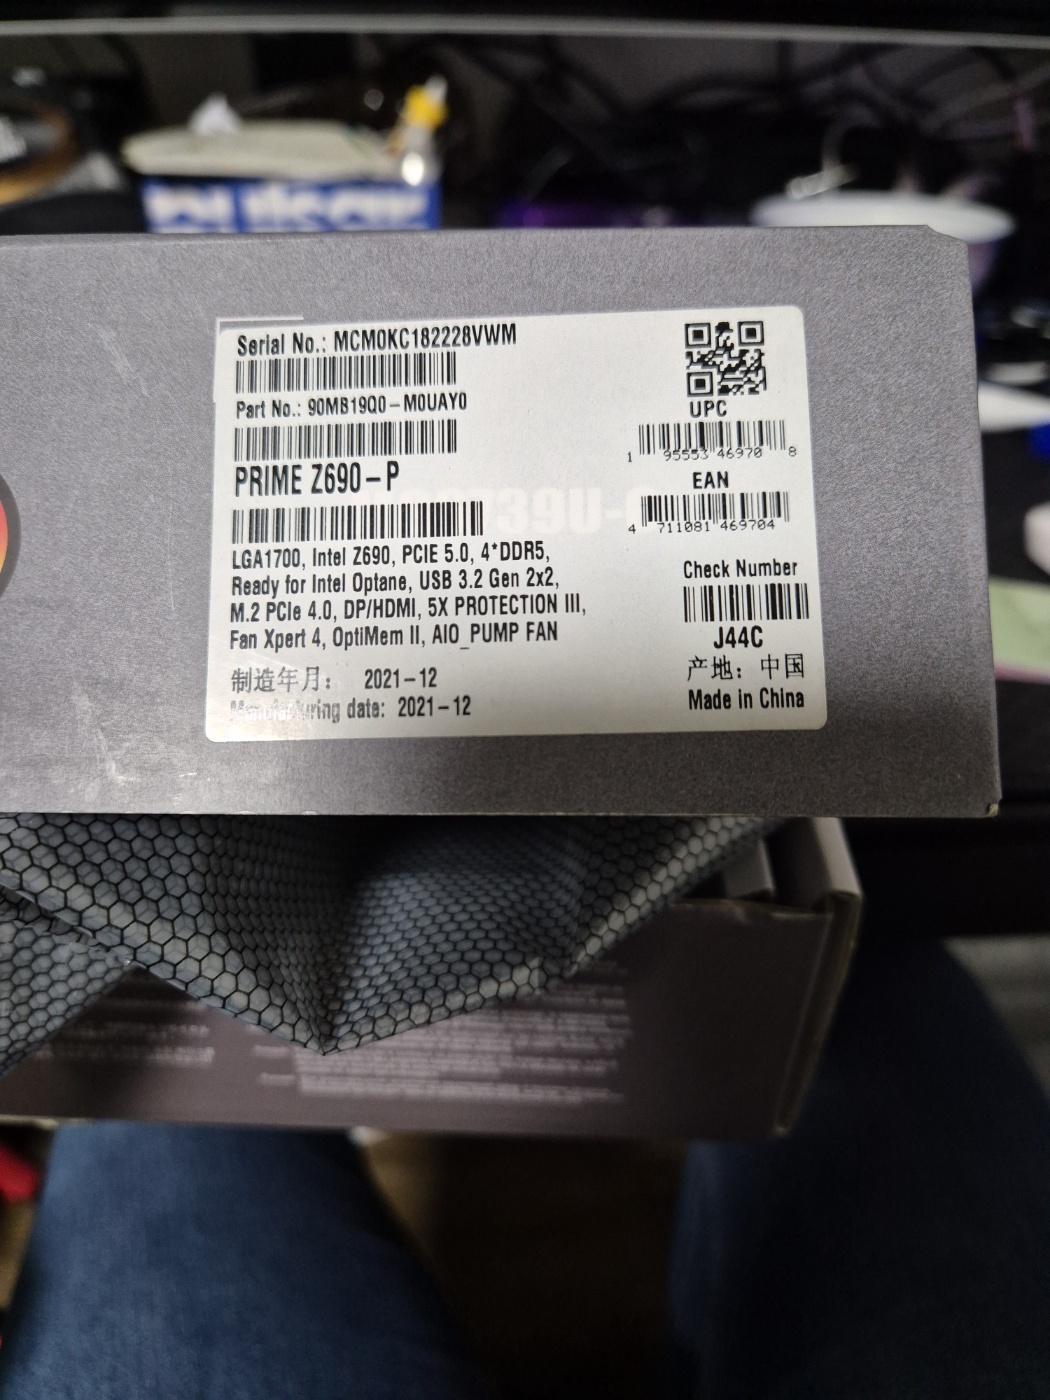 Serial No.: MCM0KC182228VWM
Part No.: 90MB19Q0-M0UAY0
PRIME Z690-P
LGA1700, Intel Z690, PCIE 5.0, 4*DDR5,
Ready for Intel Optane, USB 3.2 Gen 2x2,
M.2 PCIe 4.0, DP/HDMI, 5X PROTECTION III,
Fan Xpert 4, OptiMem II, AIO_PUMP FAN
制造年月: 2021-12
Manufacturing date: 2021-12
UPC
1 95553 46970 8
EAN
4 711081 469704
Check Number
J44C
产地: 中国
Made in China